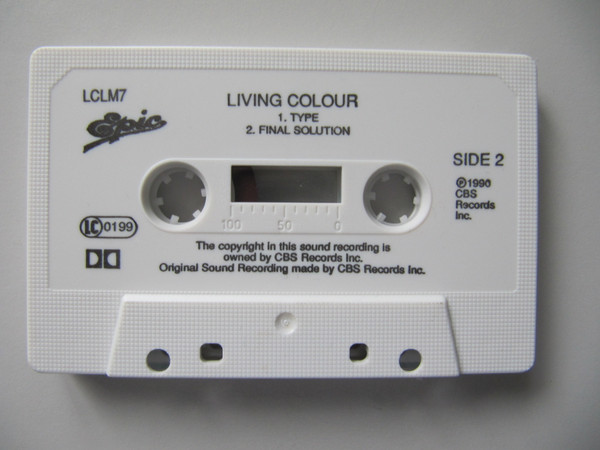 LCLM7
Epic
LIVING COLOUR
1. TYPE
2. FINAL SOLUTION
SIDE 2
℗1990
CBS
Records
Inc.
LC 0199
100 50 0
The copyright in this sound recording is
owned by CBS Records Inc.
Original Sound Recording made by CBS Records Inc.